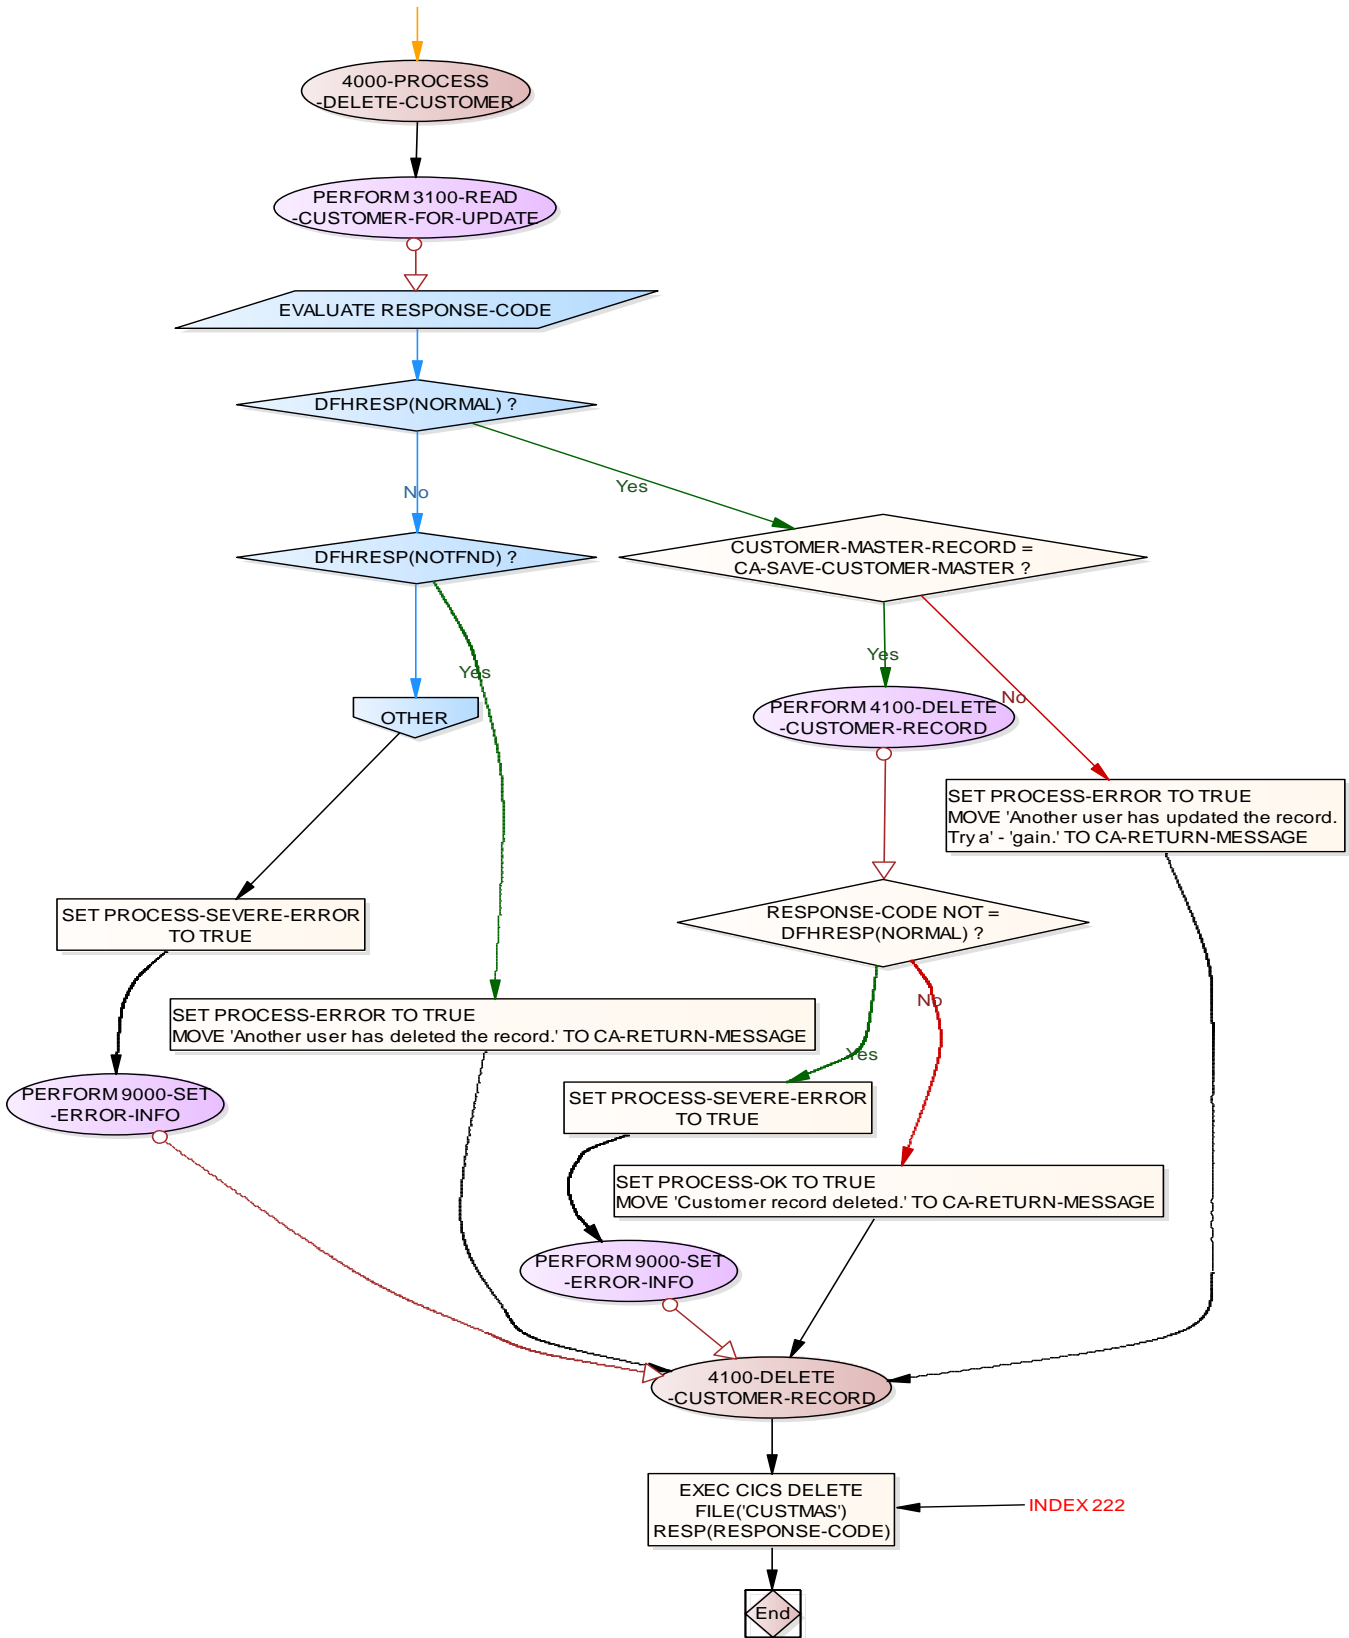 4000-PROCESS
-DELETE-CUSTOMER
PERFORM 3100-READ
-CUSTOMER-FOR-UPDATE
EVALUATE RESPONSE-CODE
DFHRESP(NORMAL) ?
No
Yes
DFHRESP(NOTFND) ?
CUSTOMER-MASTER-RECORD =
CA-SAVE-CUSTOMER-MASTER ?
Yes
Yes
No
OTHER
PERFORM 4100-DELETE
-CUSTOMER-RECORD
SET PROCESS-ERROR TO TRUE
MOVE 'Another user has updated the record.
Try a' - 'gain.' TO CA-RETURN-MESSAGE
SET PROCESS-SEVERE-ERROR
TO TRUE
RESPONSE-CODE NOT =
DFHRESP(NORMAL) ?
No
Yes
SET PROCESS-ERROR TO TRUE
MOVE 'Another user has deleted the record.' TO CA-RETURN-MESSAGE
PERFORM 9000-SET
-ERROR-INFO
SET PROCESS-SEVERE-ERROR
TO TRUE
SET PROCESS-OK TO TRUE
MOVE 'Customer record deleted.' TO CA-RETURN-MESSAGE
PERFORM 9000-SET
-ERROR-INFO
4100-DELETE
-CUSTOMER-RECORD
EXEC CICS DELETE
FILE('CUSTMAS')
RESP(RESPONSE-CODE)
INDEX 222
End